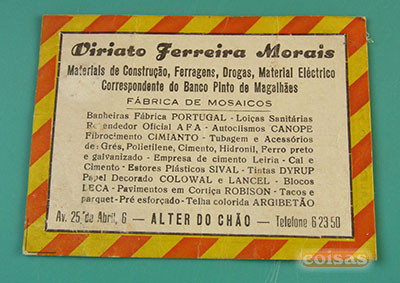 Viriato Ferreira Morais
Materiais de Construção, Ferragens, Drogas, Material Eléctrico
Correspondente do Banco Pinto de Magalhães
FÁBRICA DE MOSAICOS
Banheiras Fábrica PORTUGAL - Loiças Sanitárias
Revendedor Oficial AFA - Autoclismos CANOPE
Fibrocimento CIMIANTO - Tubagem e Acessórios
de: Grés, Polietilene, Cimento, Hidronil, Ferro preto
e galvanizado - Empresa de cimento Leiria - Cal e
Cimento - Estores Plásticos SIVAL - Tintas DYRUP
Papel Decorado COLOWAL e LANCEL - Blocos
LECA - Pavimentos em Cortiça ROBISON - Tacos e
parquet - Pré esforçado - Telha colorida ARGIBETÃO
Av. 25 de Abril, 6 — ALTER DO CHÃO — Telefone 6 23 50
coisas